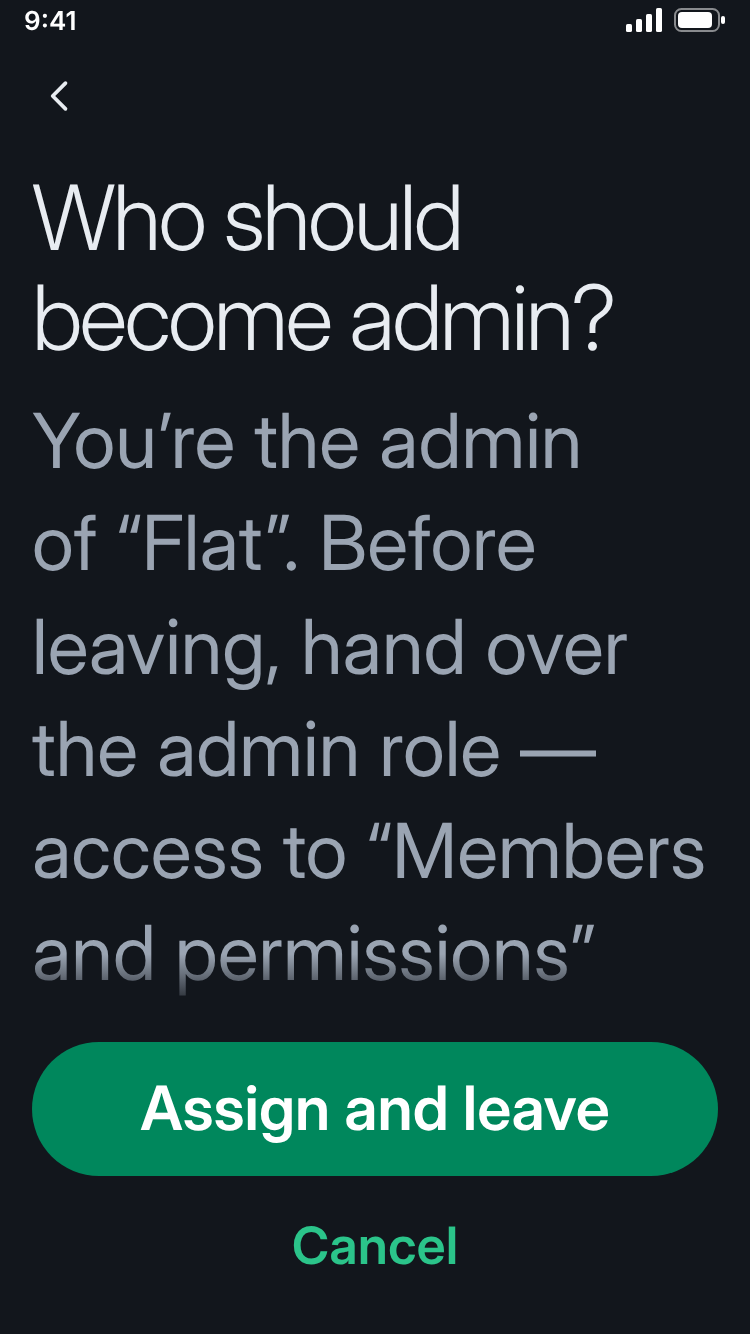 9:41
Who should
become admin?
You’re the admin
of “Flat”. Before
leaving, hand over
the admin role —
access to “Members
and permissions”
Assign and leave
Cancel